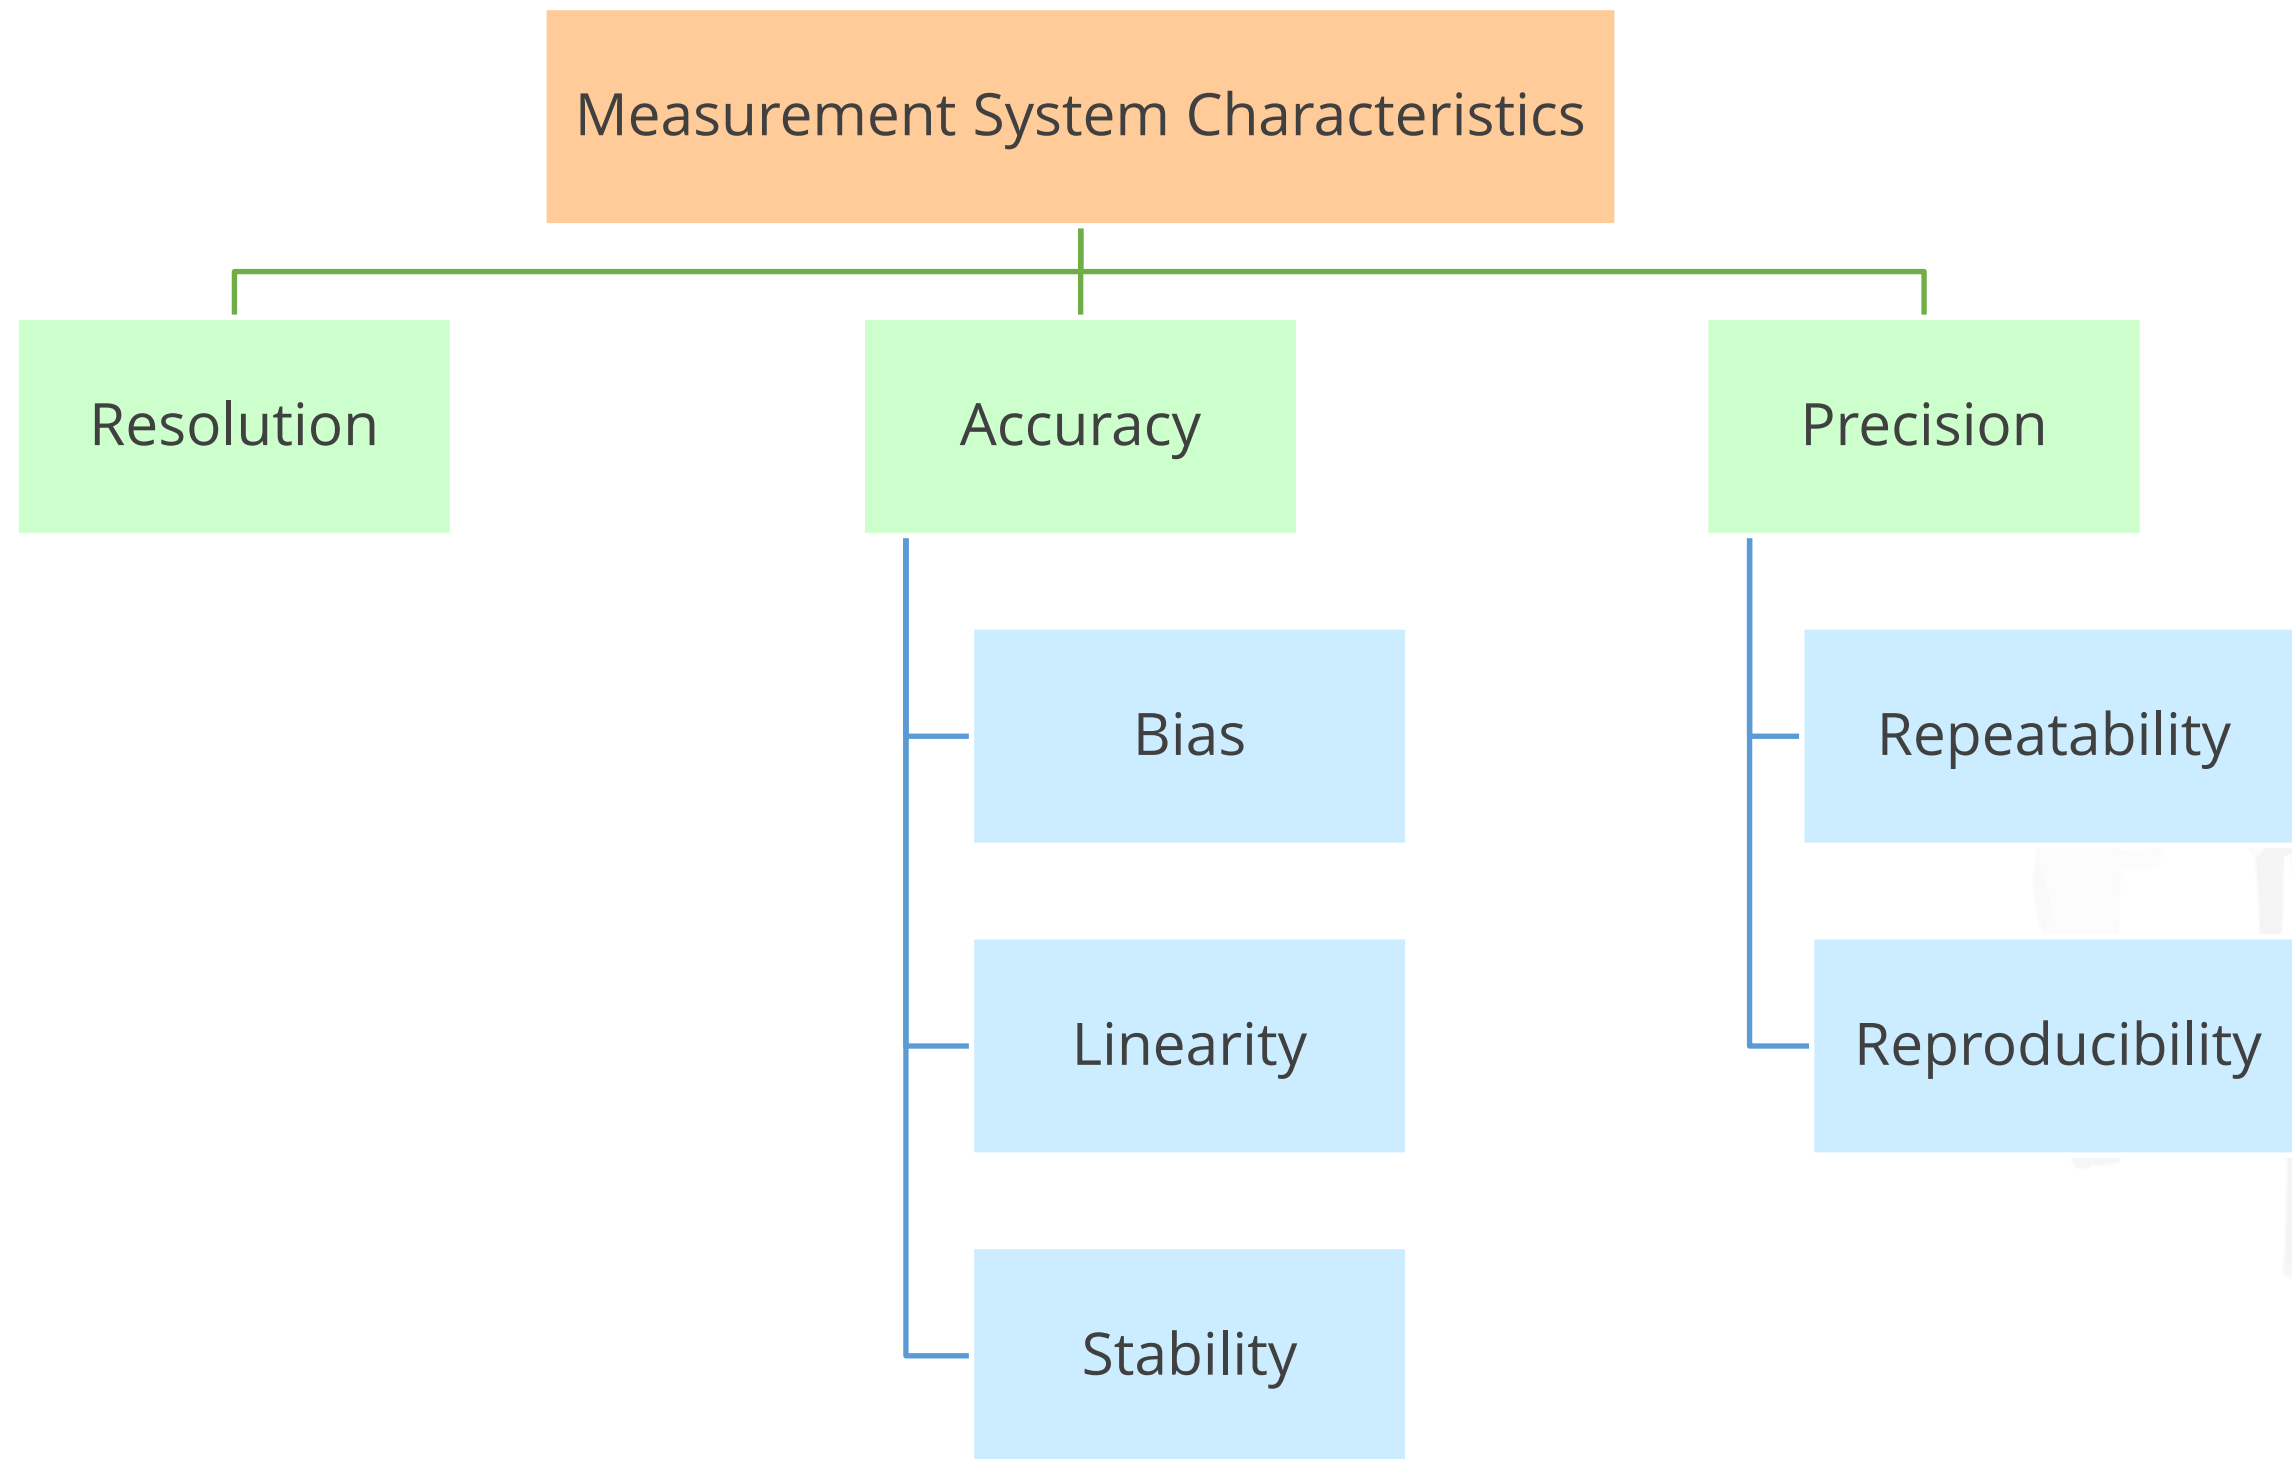 Measurement System Characteristics
Resolution
Accuracy
Precision
Bias
Repeatability
Linearity
Reproducibility
Stability